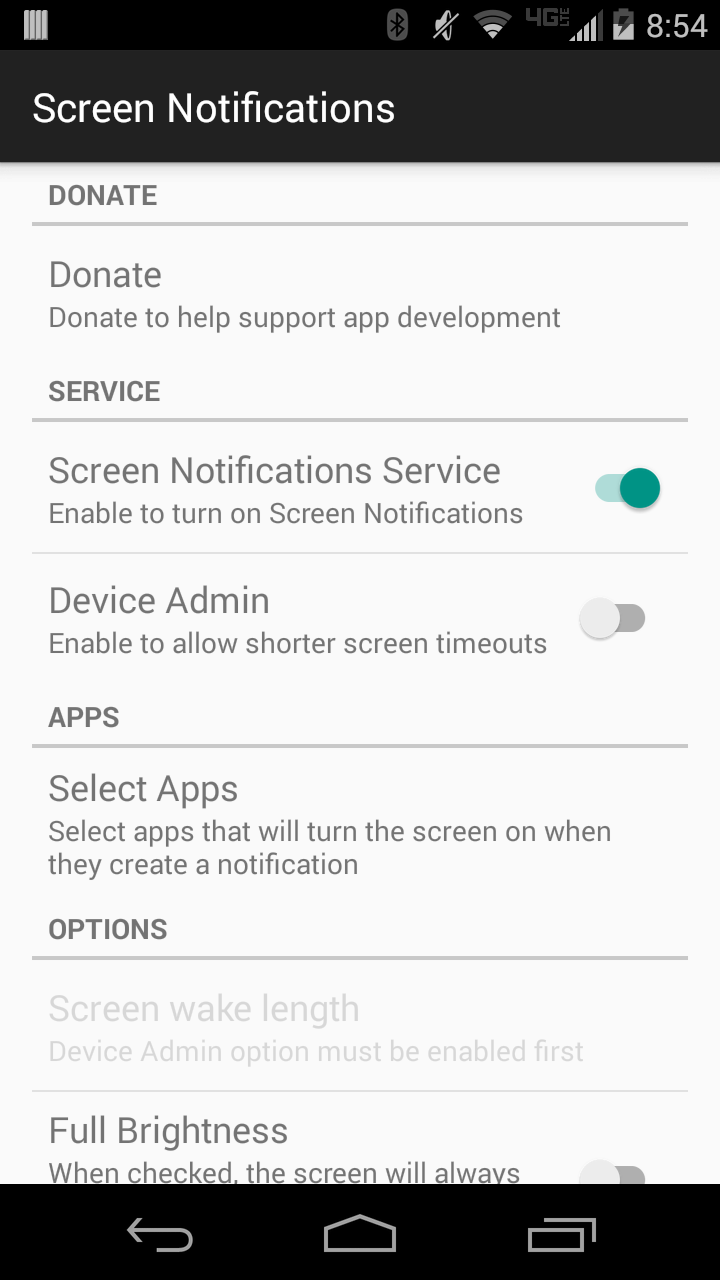 4G LTE 8:54
Screen Notifications
DONATE
Donate
Donate to help support app development
SERVICE
Screen Notifications Service
Enable to turn on Screen Notifications
Device Admin
Enable to allow shorter screen timeouts
APPS
Select Apps
Select apps that will turn the screen on when
they create a notification
OPTIONS
Screen wake length
Device Admin option must be enabled first
Full Brightness
When checked, the screen will always